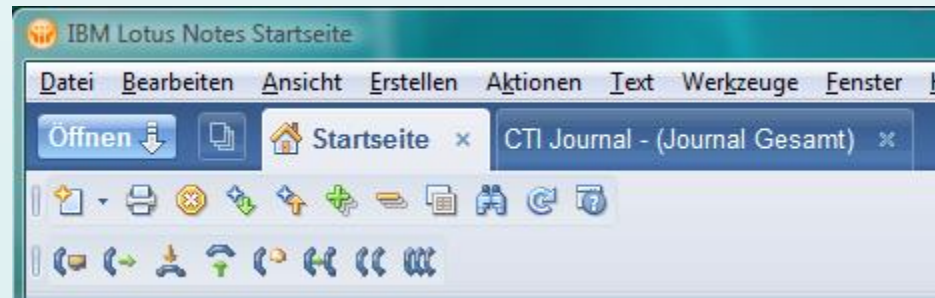 IBM Lotus Notes Startseite
Datei Bearbeiten Ansicht Erstellen Aktionen Text Werkzeuge Fenster
Öffnen Startseite CTI Journal - (Journal Gesamt)